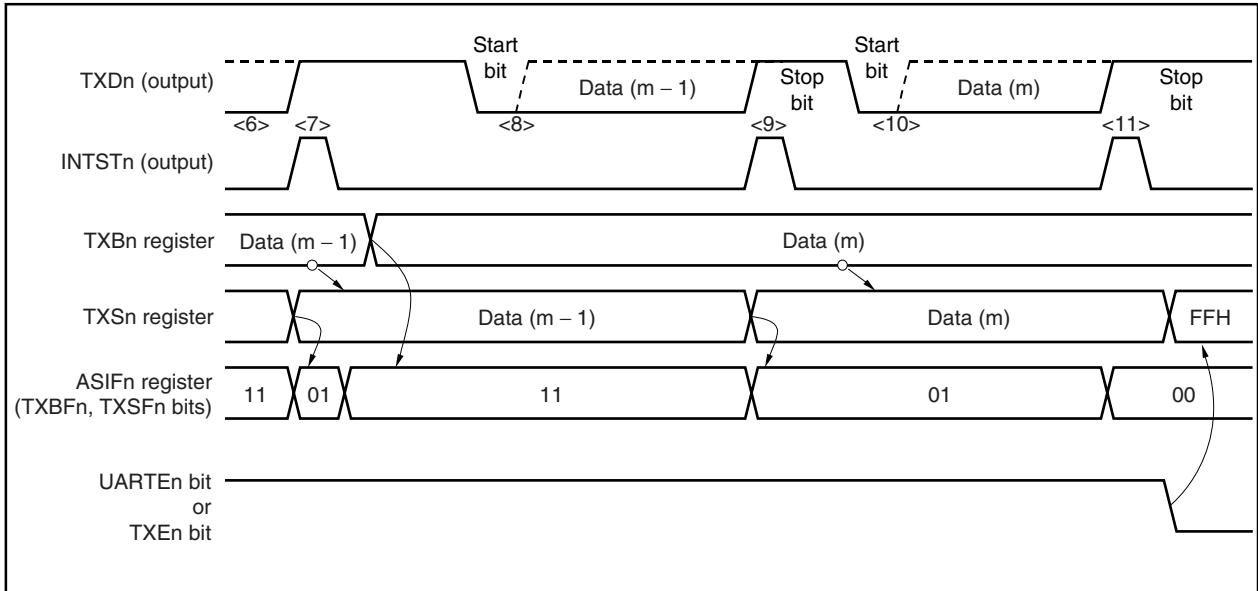 Start
bit
Start
bit
TXDn (output)
Data (m – 1)
Stop
bit
Data (m)
Stop
bit
<6>
<7>
<8>
<9>
<10>
<11>
INTSTn (output)
TXBn register
Data (m – 1)
Data (m)
TXSn register
Data (m – 1)
Data (m)
FFH
ASIFn register
(TXBFn, TXSFn bits)
11
01
11
01
00
UARTEn bit
or
TXEn bit